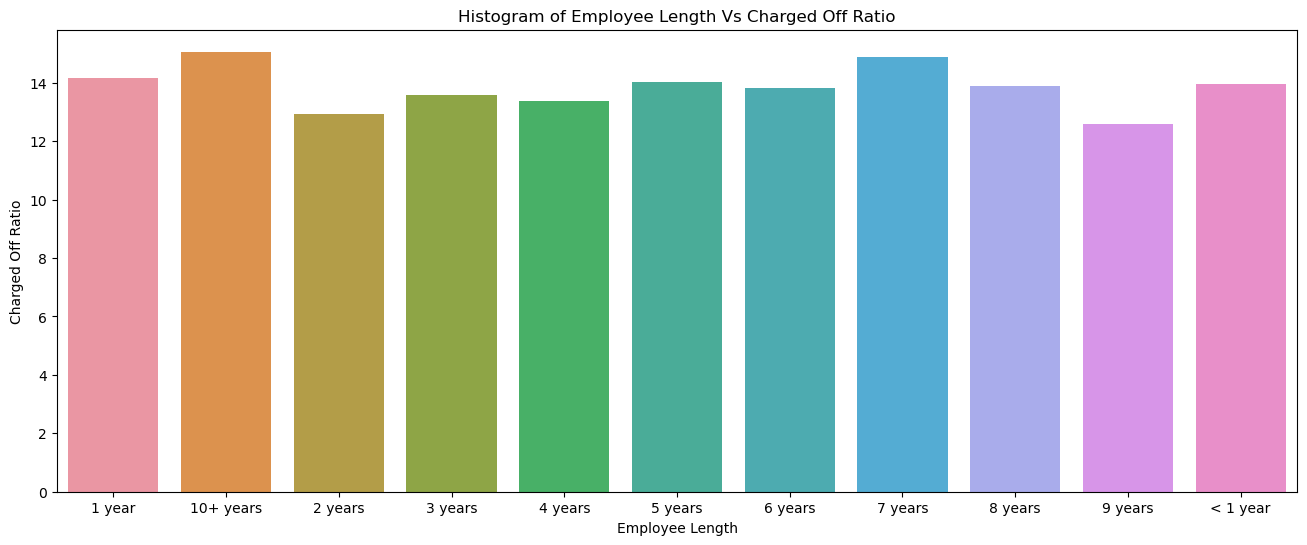 Histogram of Employee Length Vs Charged Off Ratio
Charged Off Ratio
14
12
10
8
6
4
2
0
1 year
10+ years
2 years
3 years
4 years
5 years
6 years
7 years
8 years
9 years
< 1 year
Employee Length